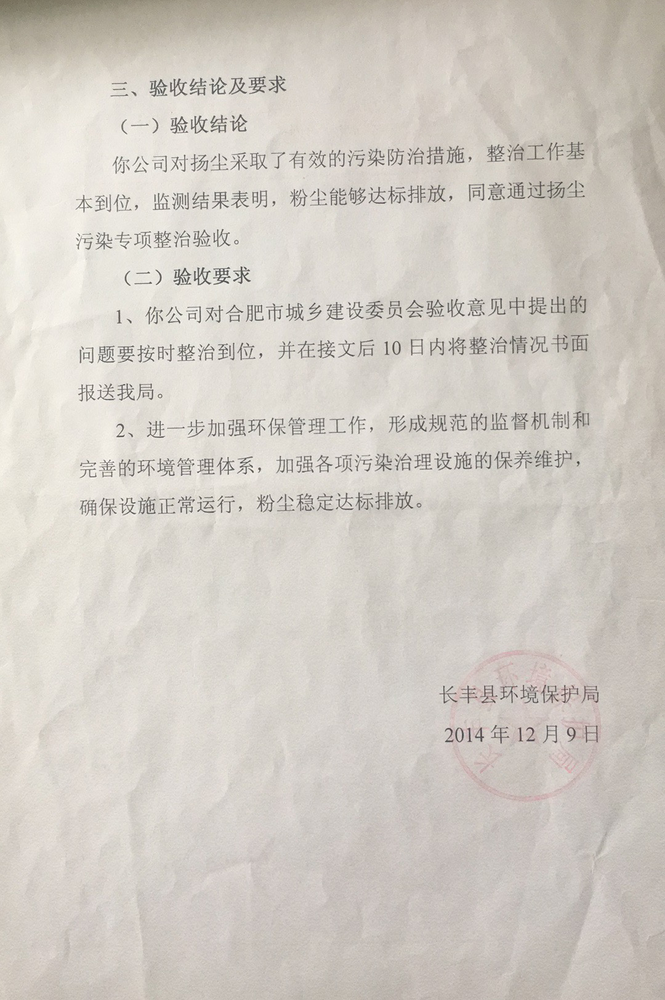 三、验收结论及要求
（一）验收结论
你公司对扬尘采取了有效的污染防治措施，整治工作基
本到位，监测结果表明，粉尘能够达标排放，同意通过扬尘
污染专项整治验收。
（二）验收要求
1、你公司对合肥市城乡建设委员会验收意见中提出的
问题要按时整治到位，并在接文后 10 日内将整治情况书面
报送我局。
2、进一步加强环保管理工作，形成规范的监督机制和
完善的环境管理体系，加强各项污染治理设施的保养维护，
确保设施正常运行，粉尘稳定达标排放。
长丰县环境保护局
2014 年 12 月 9 日
长丰县环境保护局